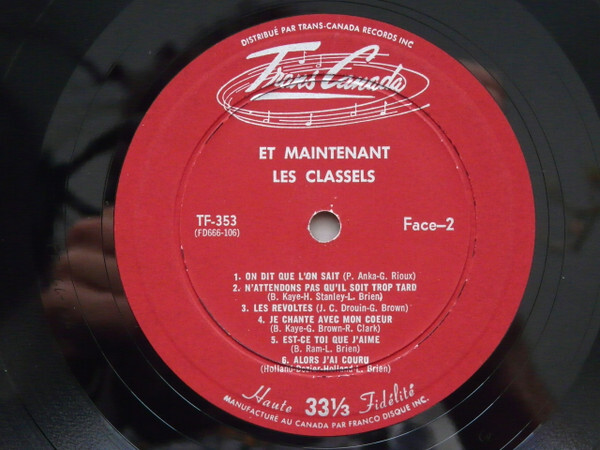 DISTRIBUÉ PAR TRANS-CANADA RECORDS INC
Trans Canada
ET MAINTENANT
LES CLASSELS
TF-353
(FD666-106)
Face-2
1. ON DIT QUE L'ON SAIT (P. Anka-G. Rioux)
2. N'ATTENDONS PAS QU'IL SOIT TROP TARD
(B. Kaye-H. Stanley-L. Brien)
3. LES REVOLTES (J. C. Drouin-G. Brown)
4. JE CHANTE AVEC MON COEUR
(B. Kaye-G. Brown-R. Clark)
5. EST-CE TOI QUE J'AIME
(B. Ram-L. Brien)
6. ALORS J'AI COURU
(Holland-Dozier-Holland-L. Brien)
Haute 33⅓ Fidélité
MANUFACTURÉ AU CANADA PAR FRANCO DISQUE INC.